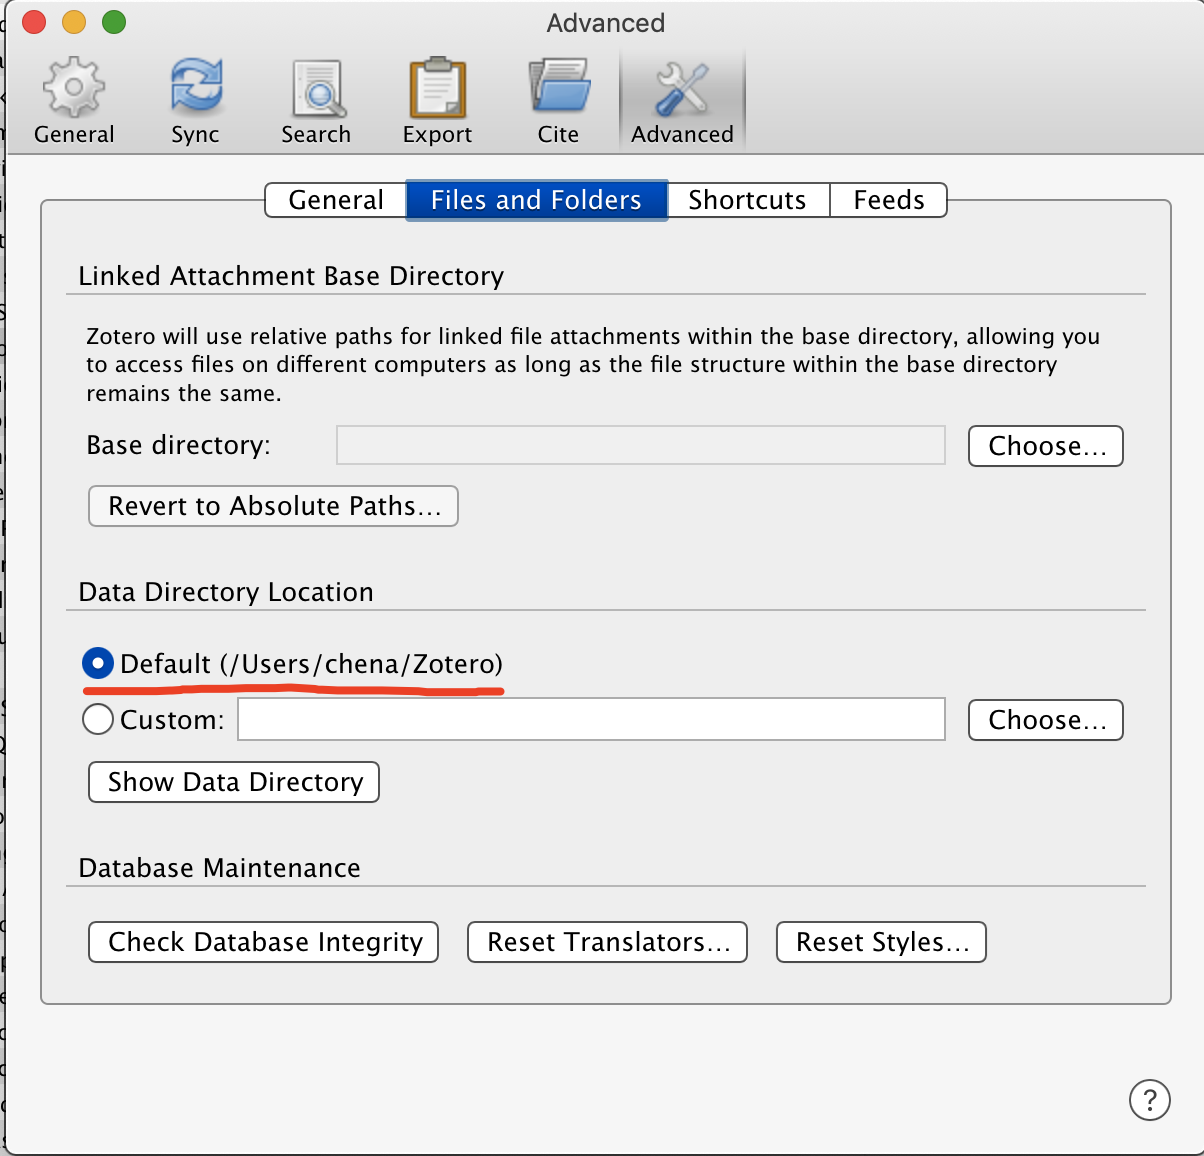 Advanced
General
Sync
Search
Export
Cite
Advanced
General
Files and Folders
Shortcuts
Feeds
Linked Attachment Base Directory
Zotero will use relative paths for linked file attachments within the base directory, allowing you
to access files on different computers as long as the file structure within the base directory
remains the same.
Base directory:
Choose...
Revert to Absolute Paths...
Data Directory Location
Default (/Users/chena/Zotero)
Custom:
Choose...
Show Data Directory
Database Maintenance
Check Database Integrity
Reset Translators...
Reset Styles...
?